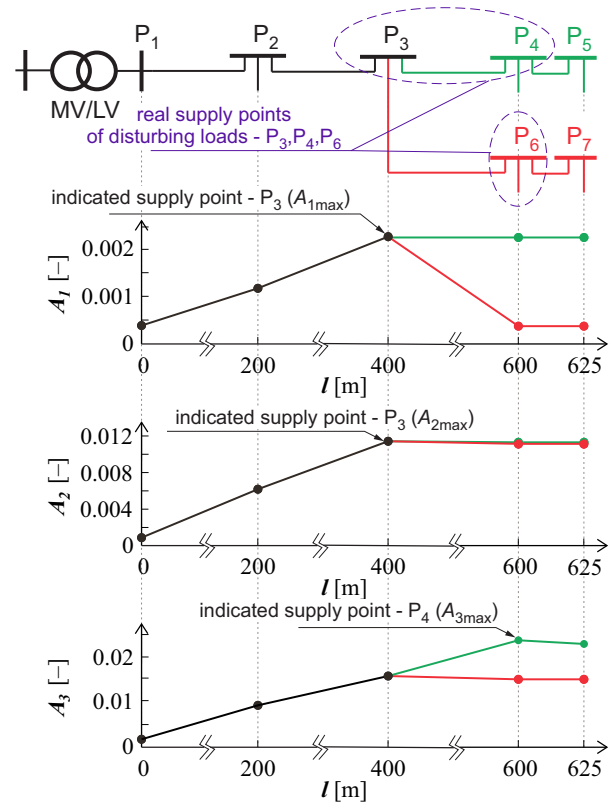 P1 P2 P3 P4 P5
MV/LV
real supply points
of disturbing loads - P3,P4,P6
P6 P7
indicated supply point - P3 (A1max)
0.002
0.001
0
A1 [–]
0 200 400 600 625
l [m]
indicated supply point - P3 (A2max)
0.012
0.008
0.004
0
A2 [–]
0 200 400 600 625
l [m]
indicated supply point - P4 (A3max)
0.02
0.01
0
A3 [–]
0 200 400 600 625
l [m]